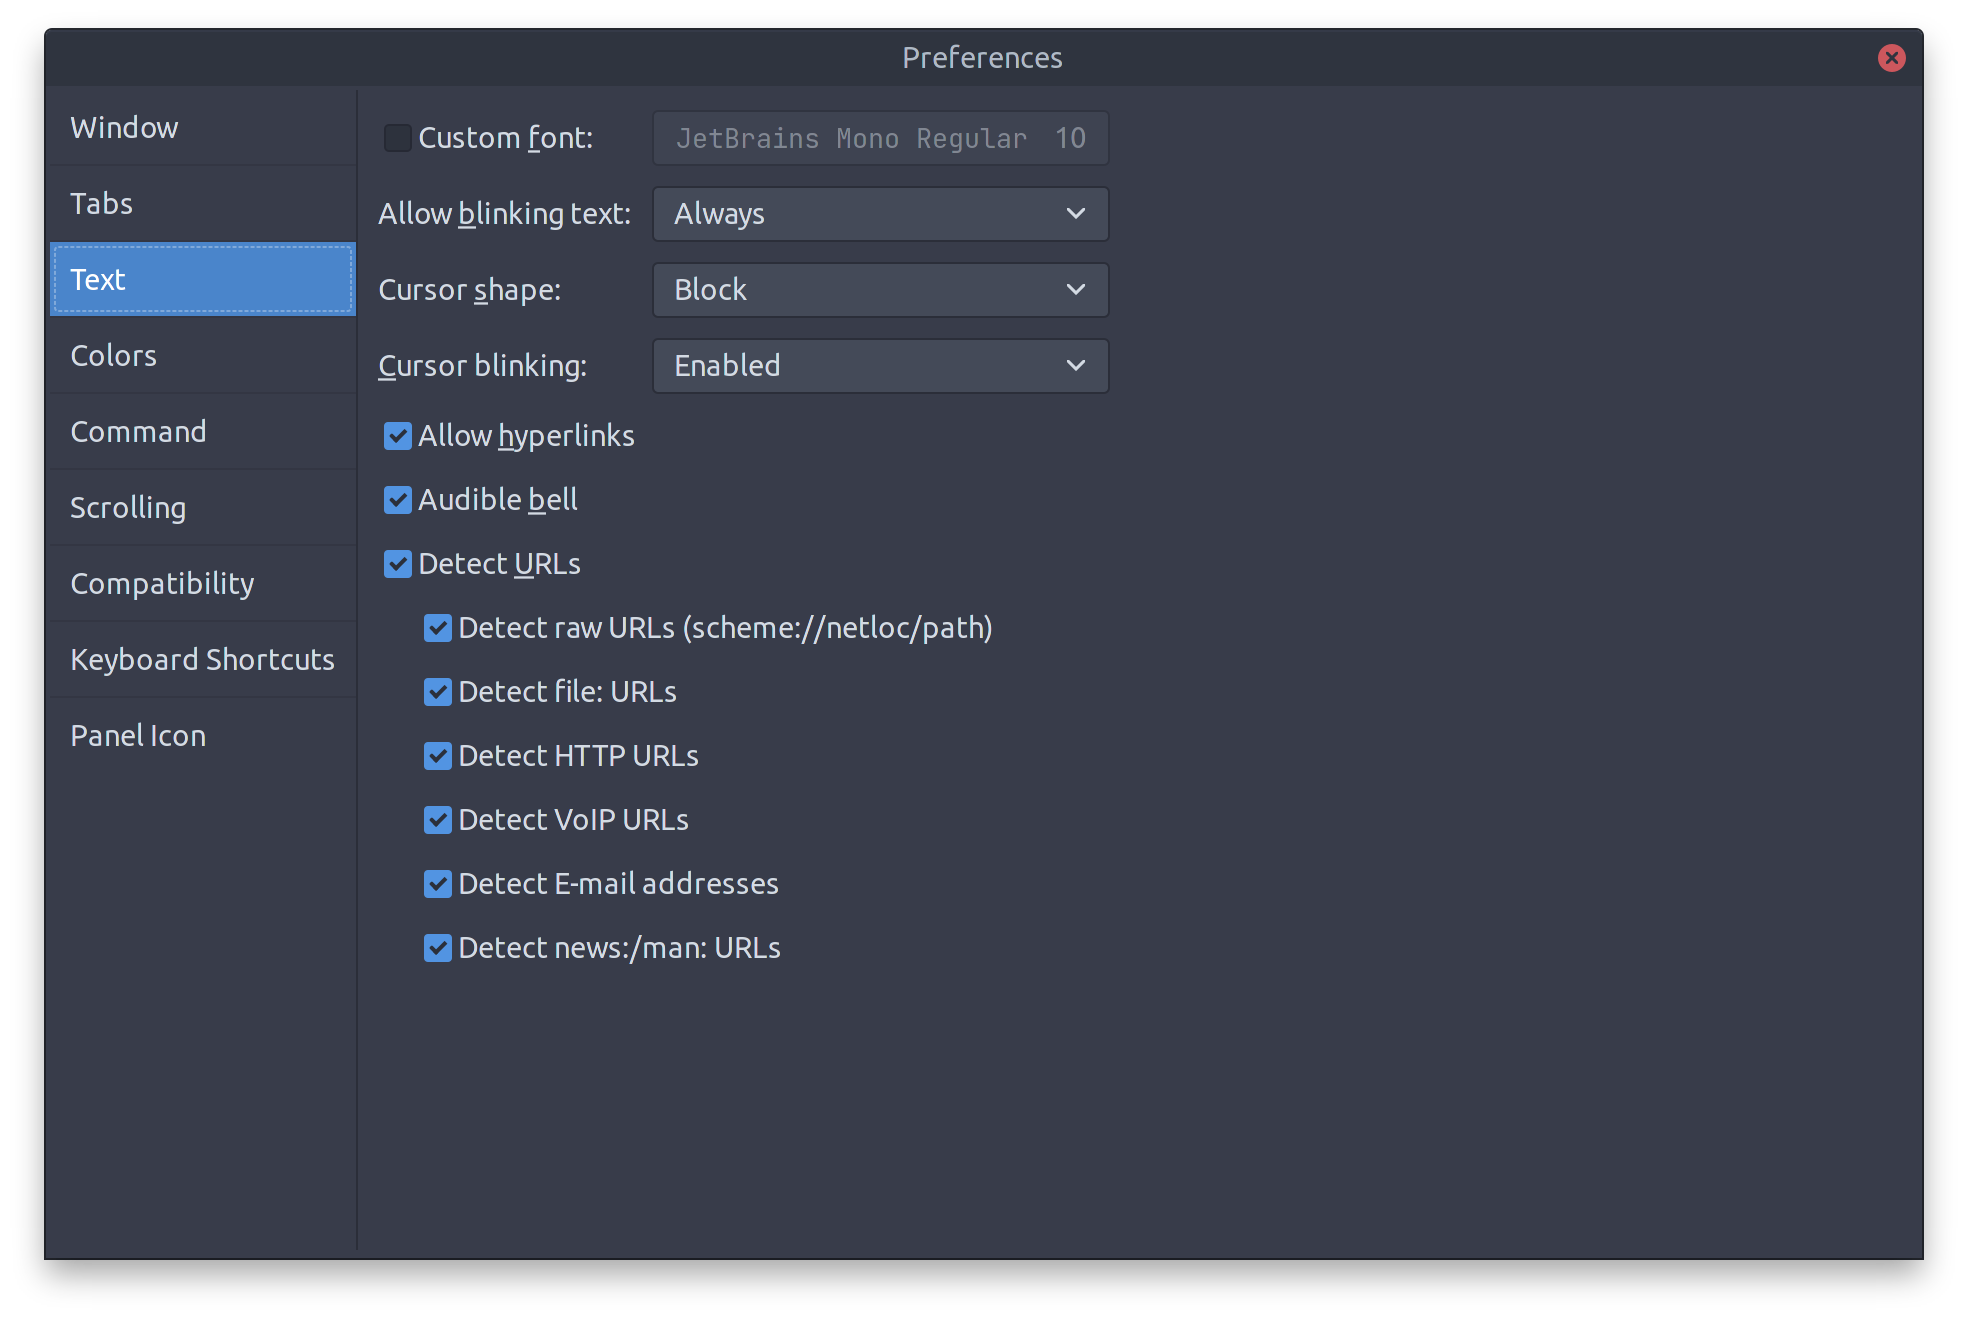 Preferences
Window
Tabs
Text
Colors
Command
Scrolling
Compatibility
Keyboard Shortcuts
Panel Icon
Custom font: JetBrains Mono Regular 10
Allow blinking text: Always
Cursor shape: Block
Cursor blinking: Enabled
Allow hyperlinks
Audible bell
Detect URLs
Detect raw URLs (scheme://netloc/path)
Detect file: URLs
Detect HTTP URLs
Detect VoIP URLs
Detect E-mail addresses
Detect news:/man: URLs